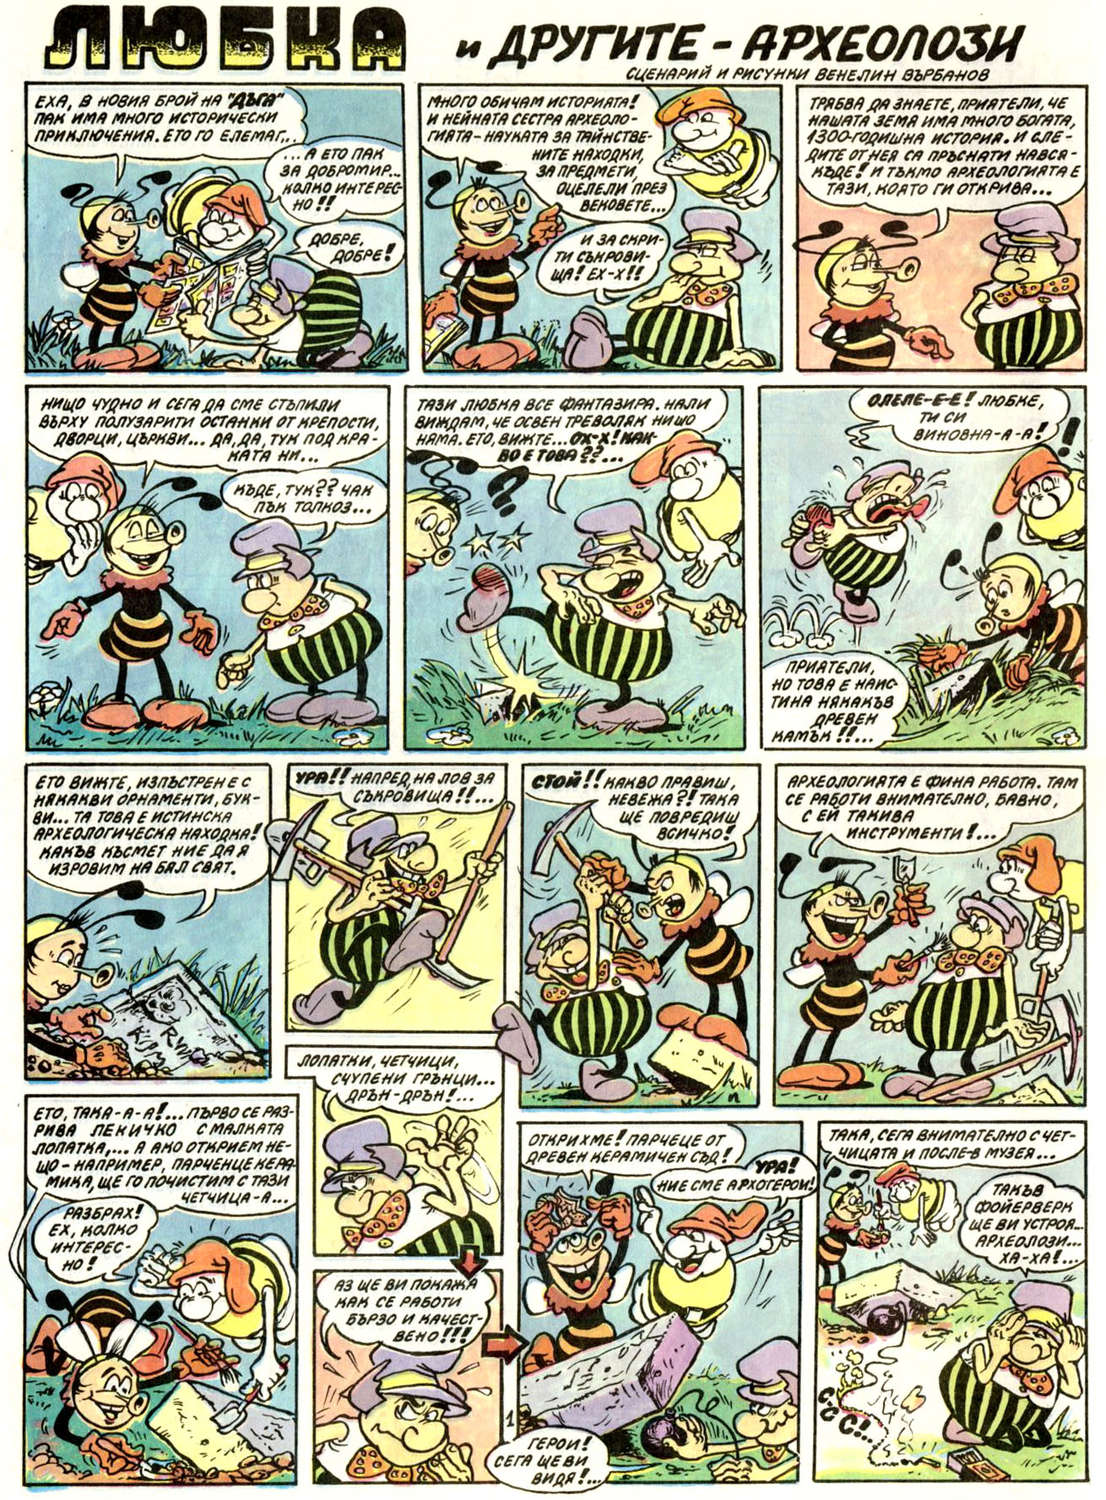 ЛЮБКА
и ДРУГИТЕ - АРХЕОЛОЗИ
СЦЕНАРИЙ И РИСУНКИ ВЕНЕЛИН ВЪРБАНОВ
ЕХА, В НОВИЯ БРОЙ НА "ДЪГА"
ПАК ИМА МНОГО ИСТОРИЧЕСКИ
ПРИКЛЮЧЕНИЯ. ЕТО ГО ЕЛЕМАГ...
...А ЕТО ПАК
ЗА ДОБРОМИР...
КОЛКО ИНТЕРЕС-
НО!!
ДОБРЕ,
ДОБРЕ!
МНОГО ОБИЧАМ ИСТОРИЯТА!
И НЕЙНАТА СЕСТРА АРХЕОЛО-
ГИЯТА - НАУКАТА ЗА ТАЙНСТВЕ-
НИТЕ НАХОДКИ,
ЗА ПРЕДМЕТИ,
ОЦЕЛЕЛИ ПРЕЗ
ВЕКОВЕТЕ...
И ЗА СКРИ-
ТИ СЪКРОВИ-
ЩА! ЕХ-Х!!
ТРЯБВА ДА ЗНАЕТЕ, ПРИЯТЕЛИ, ЧЕ
НАШАТА ЗЕМЯ ИМА МНОГО БОГАТА,
1300-ГОДИШНА ИСТОРИЯ. И СЛЕ-
ДИТЕ ОТ НЕЯ СА ПРЪСНАТИ НАВСЯ-
КЪДЕ! И ТЪКМО АРХЕОЛОГИЯТА Е
ТАЗИ, КОЯТО ГИ ОТКРИВА...
НИЩО ЧУДНО И СЕГА ДА СМЕ СТЪПИЛИ
ВЪРХУ ПОЛУЗАРИТИ ОСТАНКИ ОТ КРЕПОСТИ,
ДВОРЦИ, ЦЪРКВИ... ДА, ДА, ТУК ПОД КРА-
КАТА НИ...
КЪДЕ, ТУК?? ЧАК
ПЪК ТОЛКОЗ...
ТАЗИ ЛЮБКА ВСЕ ФАНТАЗИРА. НАЛИ
ВИЖДАМ, ЧЕ ОСВЕН ТРЕВОЛЯК НИЩО
НЯМА. ЕТО, ВИЖТЕ... ОХ-Х! КАК-
ВО Е ТОВА??...
?
ОЛЕЛЕ-Е-Е! ЛЮБКЕ,
ТИ СИ
ВИНОВНА-А-А!
!
ПРИЯТЕЛИ,
НО ТОВА Е НАИС-
ТИНА НЯКАКЪВ
ДРЕВЕН
КАМЪК!!...
ЕТО ВИЖТЕ, ИЗПЪСТРЕН Е С
НЯКАКВИ ОРНАМЕНТИ, БУК-
ВИ... ТА ТОВА Е ИСТИНСКА
АРХЕОЛОГИЧЕСКА НАХОДКА!
КАКЪВ КЪСМЕТ НИЕ ДА Я
ИЗРОВИМ НА БЯЛ СВЯТ.
УРА!! НАПРЕД, НА ЛОВ ЗА
СЪКРОВИЩА!!...
СТОЙ!! КАКВО ПРАВИШ,
НЕВЕЖА?! ТАКА
ЩЕ ПОВРЕДИШ
ВСИЧКО!
АРХЕОЛОГИЯТА Е ФИНА РАБОТА. ТАМ
СЕ РАБОТИ ВНИМАТЕЛНО, БАВНО,
С ЕЙ ТАКИВА
ИНСТРУМЕНТИ!...
ЕТО, ТАКА-А-А!... ПЪРВО СЕ РАЗ-
РИВА ЛЕКИЧКО С МАЛКАТА
ЛОПАТКА,... А АКО ОТКРИЕМ НЕ-
ЩО - НАПРИМЕР, ПАРЧЕНЦЕ КЕРА-
МИКА, ЩЕ ГО ПОЧИСТИМ С ТАЗИ
ЧЕТЧИЦА-А...
РАЗБРАХ!
ЕХ, КОЛКО
ИНТЕРЕС-
НО!
ЛОПАТКИ, ЧЕТЧИЦИ,
СЧУПЕНИ ГРЪНЦИ...
ДРЪН-ДРЪН!...
АЗ ЩЕ ВИ ПОКАЖА
КАК СЕ РАБОТИ
БЪРЗО И КАЧЕСТ-
ВЕНО!!!
ОТКРИХМЕ! ПАРЧЕЦЕ ОТ
ДРЕВЕН КЕРАМИЧЕН СЪД!
УРА!
НИЕ СМЕ АРХОГЕРОИ!
1
ГЕРОИ!
СЕГА ЩЕ ВИ
ВИДЯ!...
ТАКА, СЕГА ВНИМАТЕЛНО С ЧЕТ-
ЧИЦАТА И ПОСЛЕ-В МУЗЕЯ...
ТАКЪВ
ФОЙЕРВЕРК
ЩЕ ВИ УСТРОЯ...
АРХЕОЛОЗИ...
ХА-ХА!...
С-С-С!...